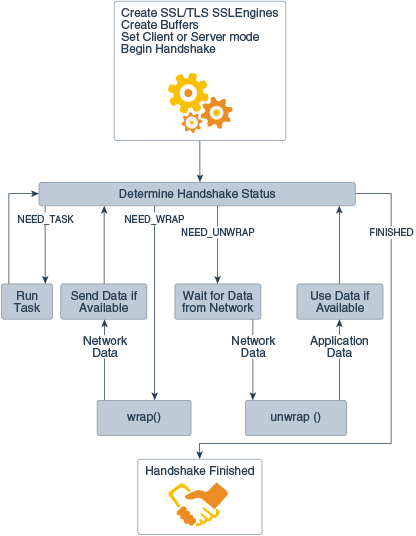 Create SSL/TLS SSLEngines
Create Buffers
Set Client or Server mode
Begin Handshake
Determine Handshake Status
NEED_TASK
NEED_WRAP
NEED_UNWRAP
FINISHED
Run
Task
Send Data if
Available
Wait for Data
from Network
Use Data if
Available
Network
Data
Network
Data
Application
Data
wrap()
unwrap ()
Handshake Finished